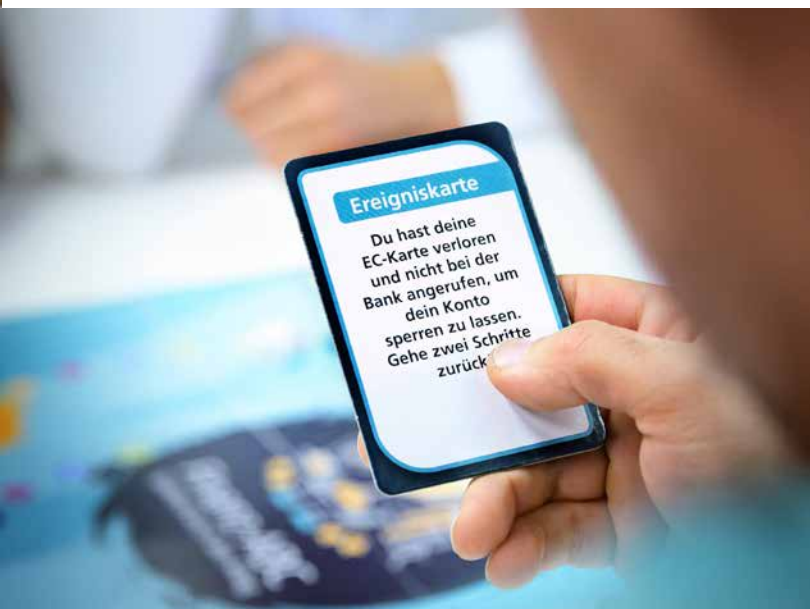 Ereigniskarte
Du hast deine
EC-Karte verloren
und nicht bei der
Bank angerufen, um
dein Konto
sperren zu lassen.
Gehe zwei Schritte
zurück